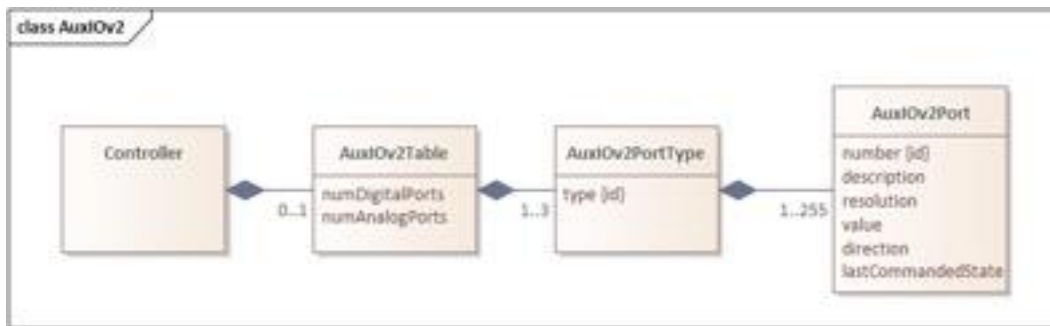 class AuxIOv2
Controller
0..1
AuxIOv2Table
numDigitalPorts
numAnalogPorts
1..3
AuxIOv2PortType
type {id}
1..255
AuxIOv2Port
number {id}
description
resolution
value
direction
lastCommandedState